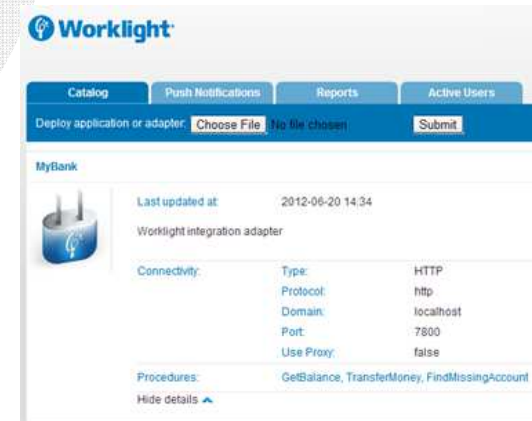 Worklight
Catalog Push Notifications Reports Active Users
Deploy application or adapter: Choose File No file chosen Submit
MyBank
Last updated at: 2012-06-20 14:34
Worklight integration adapter
Connectivity: Type: HTTP
Protocol: http
Domain: localhost
Port: 7800
Use Proxy: false
Procedures: GetBalance, TransferMoney, FindMissingAccount
Hide details